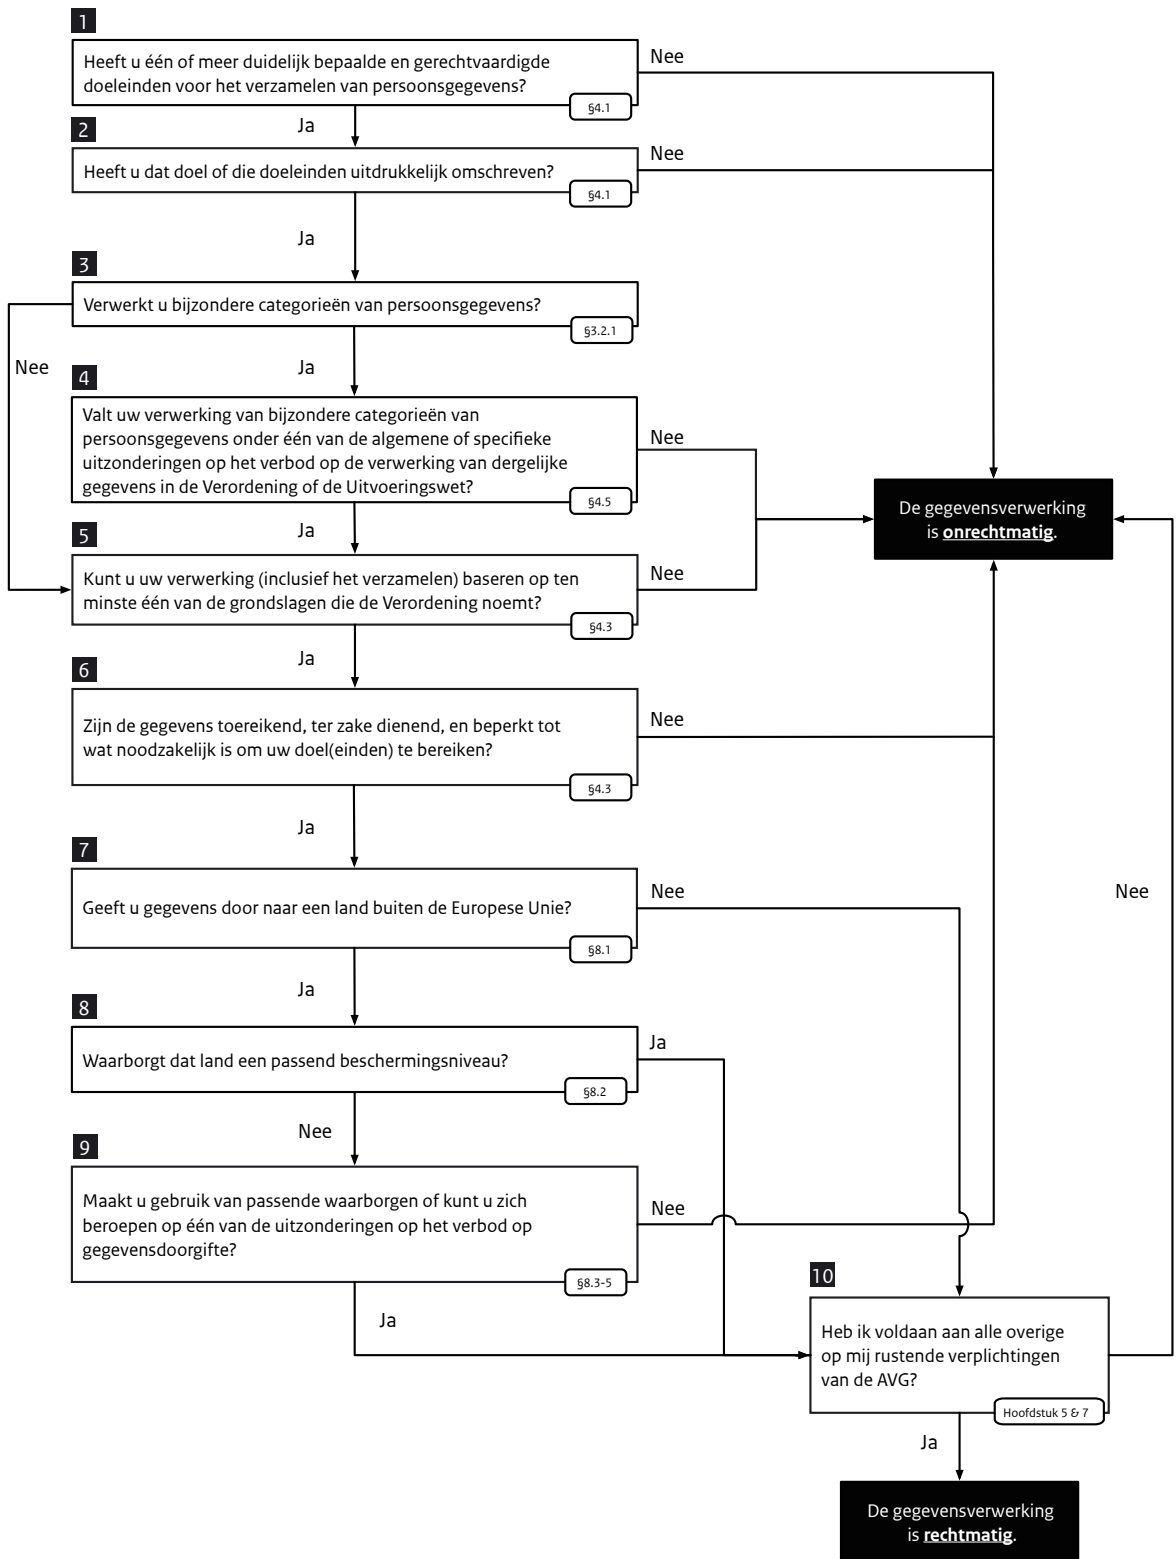 1
Heeft u één of meer duidelijk bepaalde en gerechtvaardigde
doeleinden voor het verzamelen van persoonsgegevens?
§4.1
Nee
Ja
2
Heeft u dat doel of die doeleinden uitdrukkelijk omschreven?
§4.1
Nee
Ja
3
Verwerkt u bijzondere categorieën van persoonsgegevens?
§3.2.1
Nee
Ja
4
Valt uw verwerking van bijzondere categorieën van
persoonsgegevens onder één van de algemene of specifieke
uitzonderingen op het verbod op de verwerking van dergelijke
gegevens in de Verordening of de Uitvoeringswet?
§4.5
Nee
Ja
De gegevensverwerking
is onrechtmatig.
5
Kunt u uw verwerking (inclusief het verzamelen) baseren op ten
minste één van de grondslagen die de Verordening noemt?
§4.3
Nee
Ja
6
Zijn de gegevens toereikend, ter zake dienend, en beperkt tot
wat noodzakelijk is om uw doel(einden) te bereiken?
§4.3
Nee
Ja
7
Geeft u gegevens door naar een land buiten de Europese Unie?
§8.1
Nee
Nee
Ja
8
Waarborgt dat land een passend beschermingsniveau?
§8.2
Ja
Nee
9
Maakt u gebruik van passende waarborgen of kunt u zich
beroepen op één van de uitzonderingen op het verbod op
gegevensdoorgifte?
§8.3-5
Nee
Ja
10
Heb ik voldaan aan alle overige
op mij rustende verplichtingen
van de AVG?
Hoofdstuk 5 & 7
Ja
De gegevensverwerking
is rechtmatig.